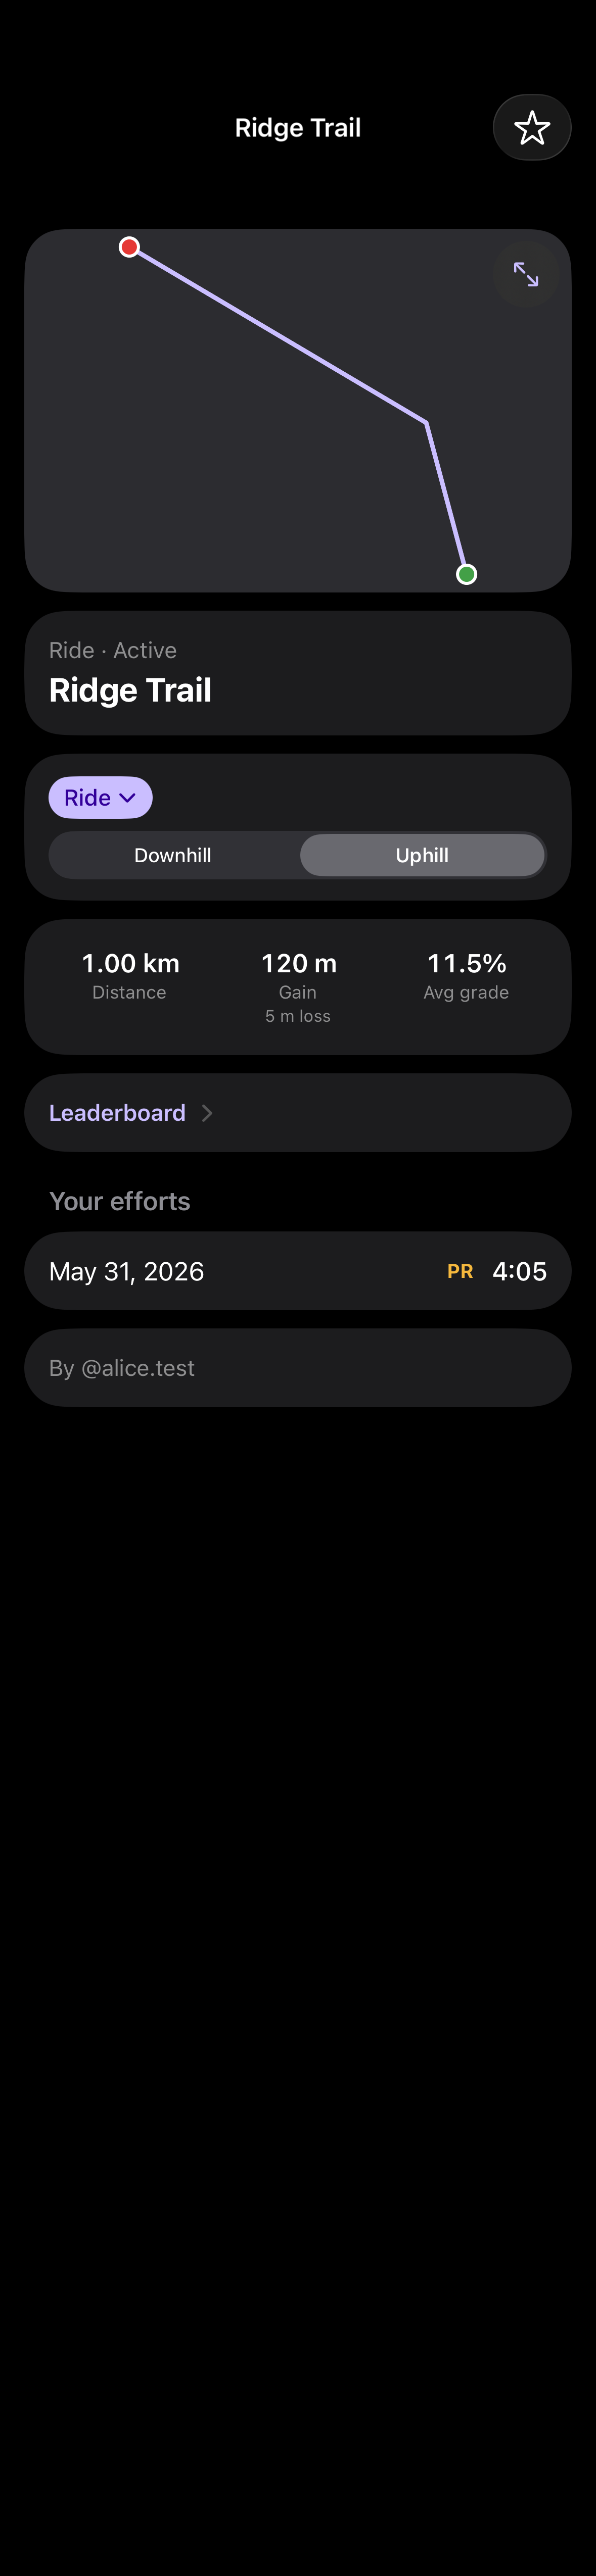 Ridge Trail
Ride · Active
Ridge Trail
Ride
Downhill
Uphill
1.00 km
120 m
11.5%
Distance
Gain
Avg grade
5 m loss
Leaderboard
Your efforts
May 31, 2026
PR
4:05
By @alice.test